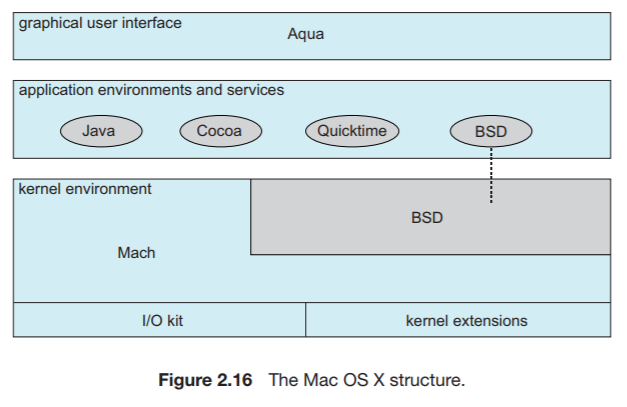 graphical user interface
Aqua
application environments and services
Java
Cocoa
Quicktime
BSD
kernel environment
BSD
Mach
I/O kit
kernel extensions
Figure 2.16 The Mac OS X structure.